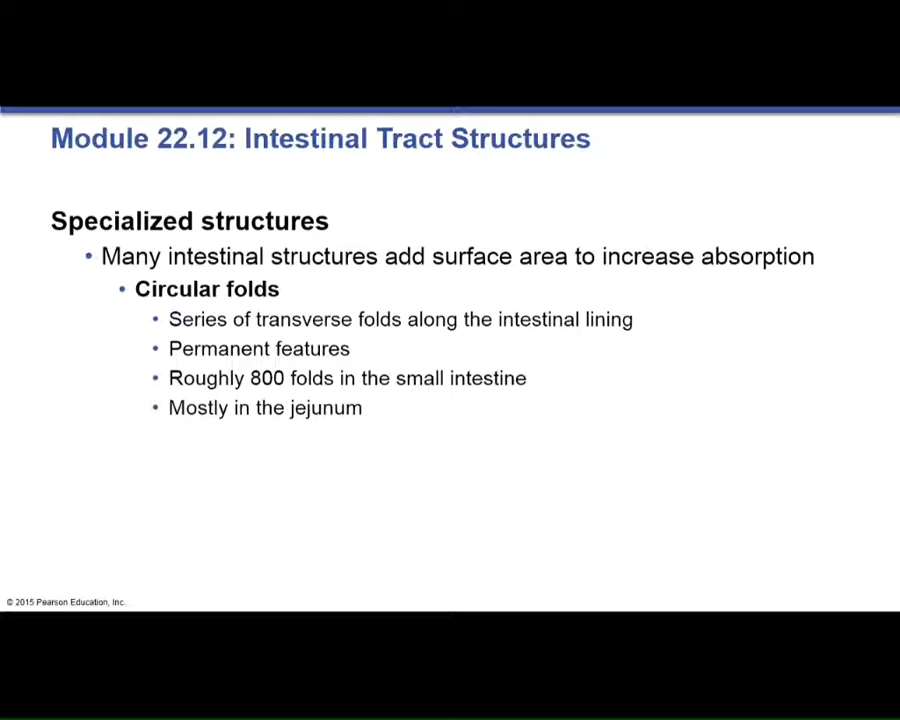 Module 22.12: Intestinal Tract Structures
Specialized structures
• Many intestinal structures add surface area to increase absorption
• Circular folds
• Series of transverse folds along the intestinal lining
• Permanent features
• Roughly 800 folds in the small intestine
• Mostly in the jejunum
© 2015 Pearson Education, Inc.